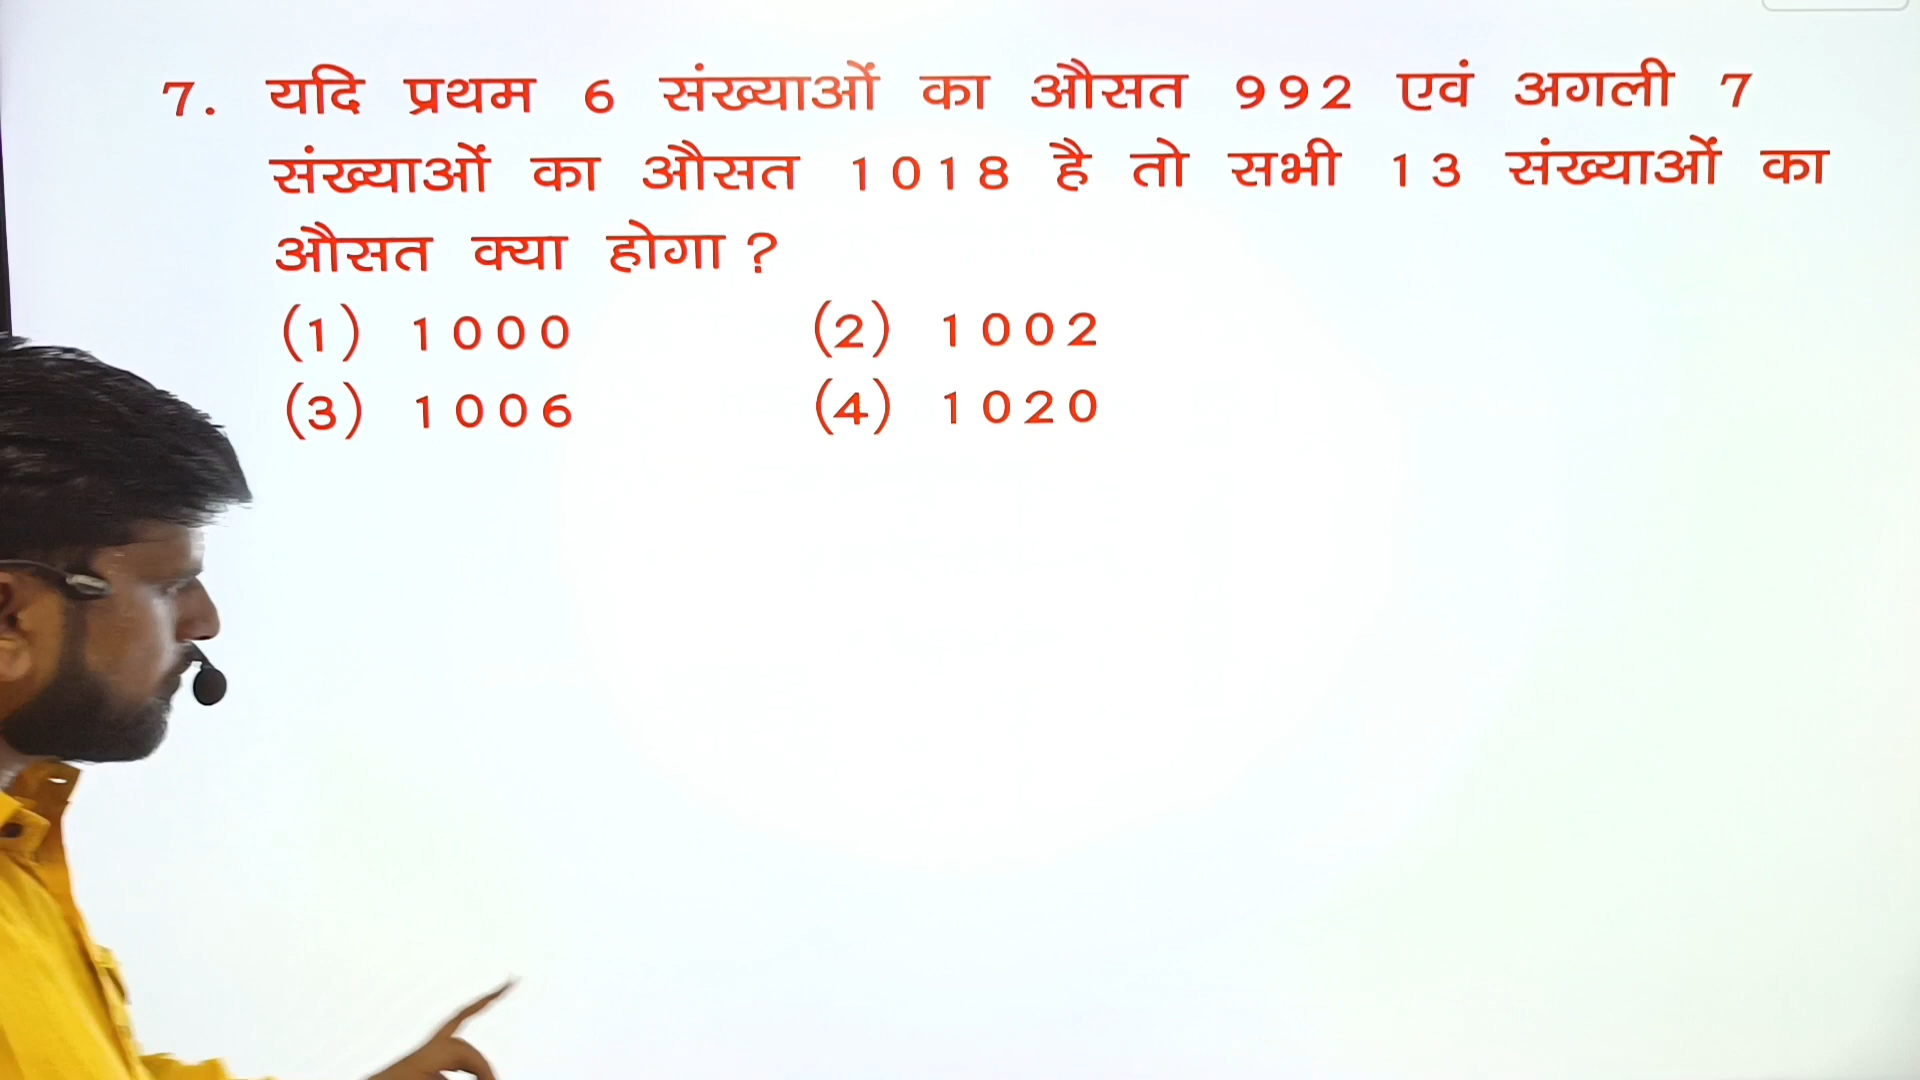 7. यदि प्रथम 6 संख्याओं का औसत 992 एवं अगली 7
संख्याओं का औसत 1018 है तो सभी 13 संख्याओं का
औसत क्या होगा ?
(1) 1000 (2) 1002
(3) 1006 (4) 1020